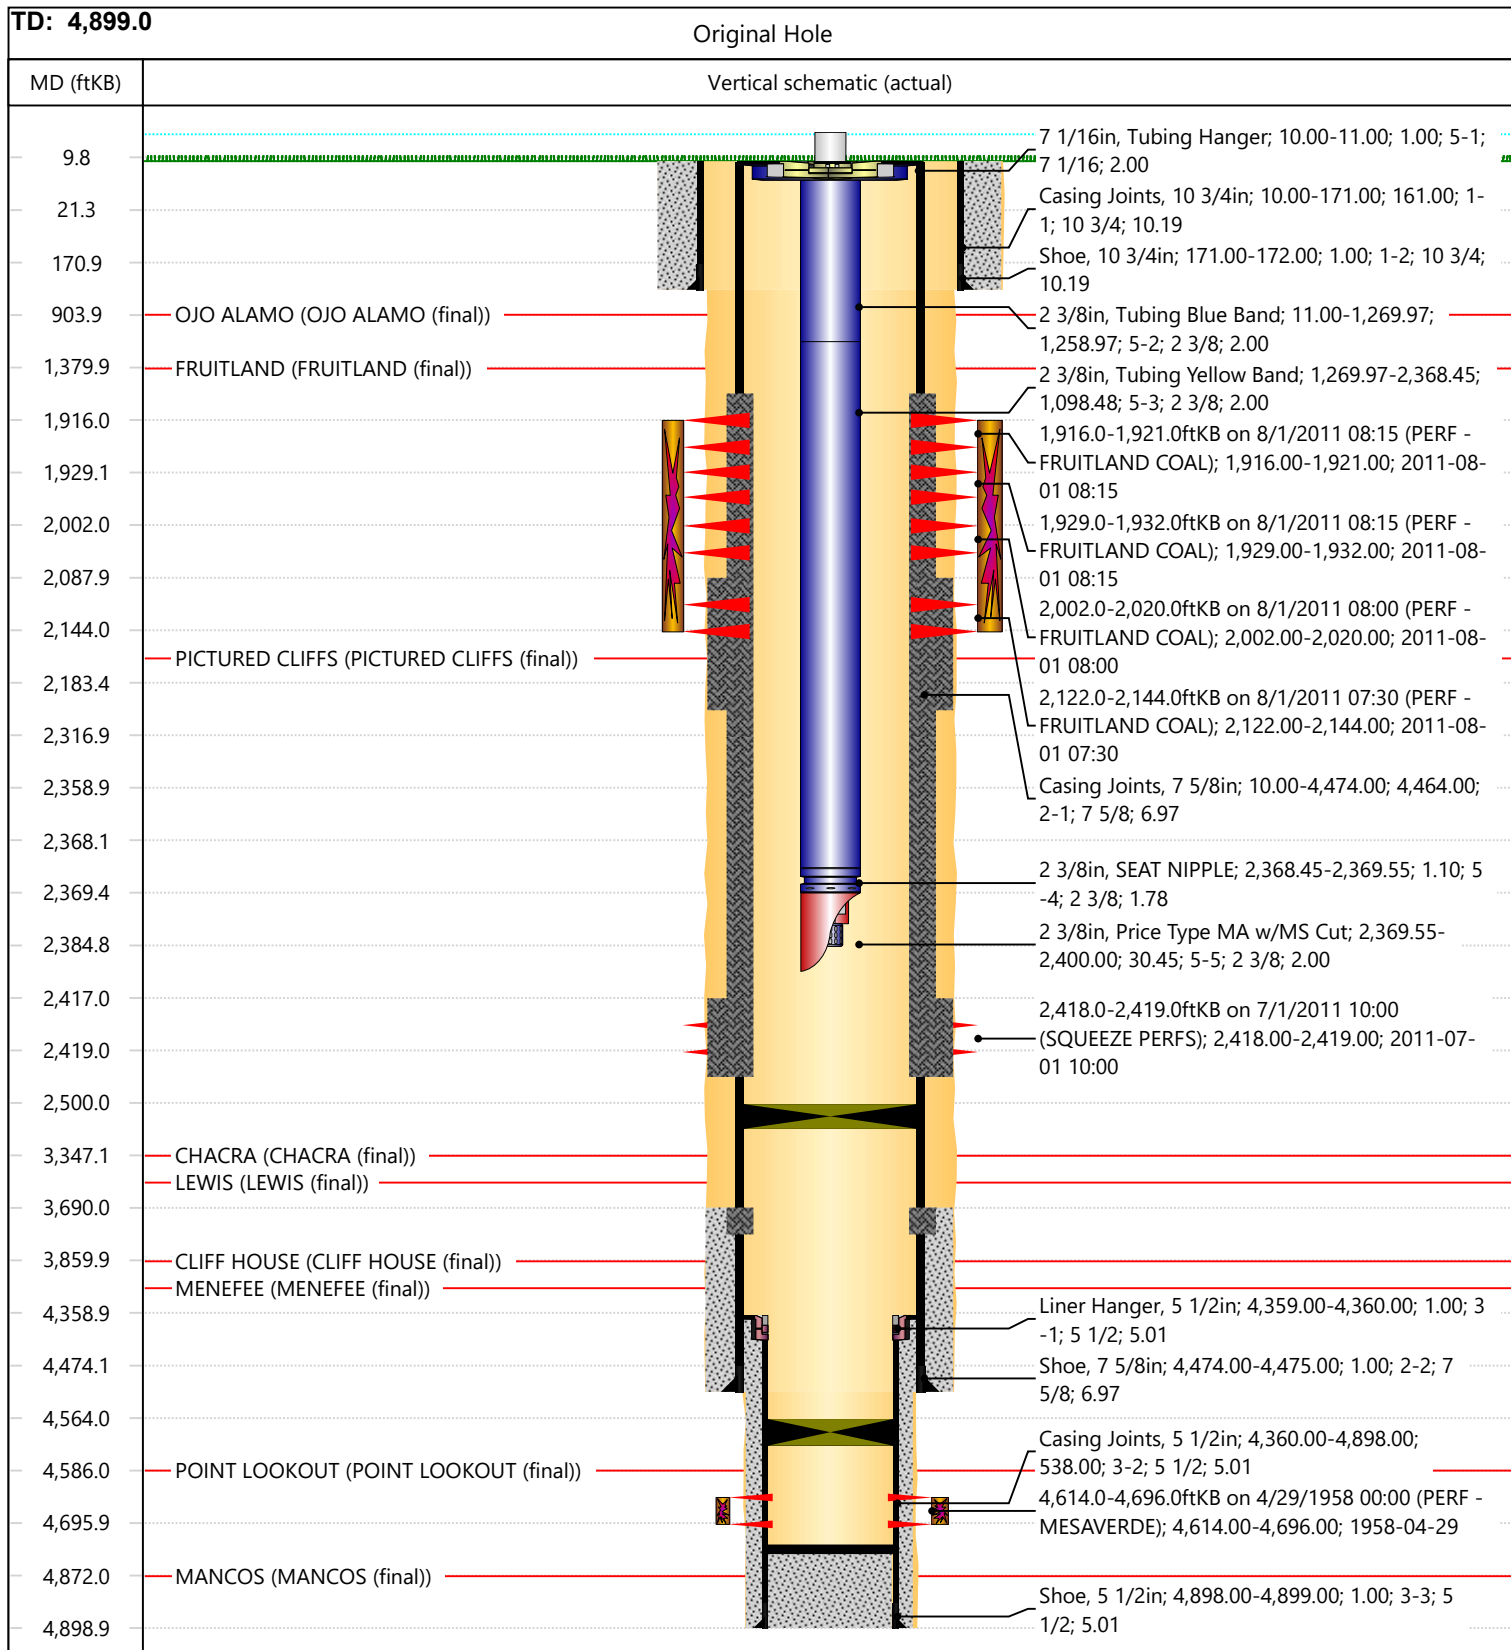 TD: 4,899.0
Original Hole
MD (ftKB)
Vertical schematic (actual)
9.8
21.3
170.9
903.9
1,379.9
1,916.0
1,929.1
2,002.0
2,087.9
2,144.0
2,183.4
2,316.9
2,358.9
2,368.1
2,369.4
2,384.8
2,417.0
2,419.0
2,500.0
3,347.1
3,690.0
3,859.9
4,358.9
4,474.1
4,564.0
4,586.0
4,695.9
4,872.0
4,898.9
OJO ALAMO (OJO ALAMO (final))
FRUITLAND (FRUITLAND (final))
PICTURED CLIFFS (PICTURED CLIFFS (final))
CHACRA (CHACRA (final))
LEWIS (LEWIS (final))
CLIFF HOUSE (CLIFF HOUSE (final))
MENEFEE (MENEFEE (final))
POINT LOOKOUT (POINT LOOKOUT (final))
MANCOS (MANCOS (final))
7 1/16in, Tubing Hanger; 10.00-11.00; 1.00; 5-1;
7 1/16; 2.00
Casing Joints, 10 3/4in; 10.00-171.00; 161.00; 1-
1; 10 3/4; 10.19
Shoe, 10 3/4in; 171.00-172.00; 1.00; 1-2; 10 3/4;
10.19
2 3/8in, Tubing Blue Band; 11.00-1,269.97;
1,258.97; 5-2; 2 3/8; 2.00
2 3/8in, Tubing Yellow Band; 1,269.97-2,368.45;
1,098.48; 5-3; 2 3/8; 2.00
1,916.0-1,921.0ftKB on 8/1/2011 08:15 (PERF -
FRUITLAND COAL); 1,916.00-1,921.00; 2011-08-
01 08:15
1,929.0-1,932.0ftKB on 8/1/2011 08:15 (PERF -
FRUITLAND COAL); 1,929.00-1,932.00; 2011-08-
01 08:15
2,002.0-2,020.0ftKB on 8/1/2011 08:00 (PERF -
FRUITLAND COAL); 2,002.00-2,020.00; 2011-08-
01 08:00
2,122.0-2,144.0ftKB on 8/1/2011 07:30 (PERF -
FRUITLAND COAL); 2,122.00-2,144.00; 2011-08-
01 07:30
Casing Joints, 7 5/8in; 10.00-4,474.00; 4,464.00;
2-1; 7 5/8; 6.97
2 3/8in, SEAT NIPPLE; 2,368.45-2,369.55; 1.10; 5
-4; 2 3/8; 1.78
2 3/8in, Price Type MA w/MS Cut; 2,369.55-
2,400.00; 30.45; 5-5; 2 3/8; 2.00
2,418.0-2,419.0ftKB on 7/1/2011 10:00
(SQUEEZE PERFS); 2,418.00-2,419.00; 2011-07-
01 10:00
Liner Hanger, 5 1/2in; 4,359.00-4,360.00; 1.00; 3
-1; 5 1/2; 5.01
Shoe, 7 5/8in; 4,474.00-4,475.00; 1.00; 2-2; 7
5/8; 6.97
Casing Joints, 5 1/2in; 4,360.00-4,898.00;
538.00; 3-2; 5 1/2; 5.01
4,614.0-4,696.0ftKB on 4/29/1958 00:00 (PERF -
MESAVERDE); 4,614.00-4,696.00; 1958-04-29
Shoe, 5 1/2in; 4,898.00-4,899.00; 1.00; 3-3; 5
1/2; 5.01